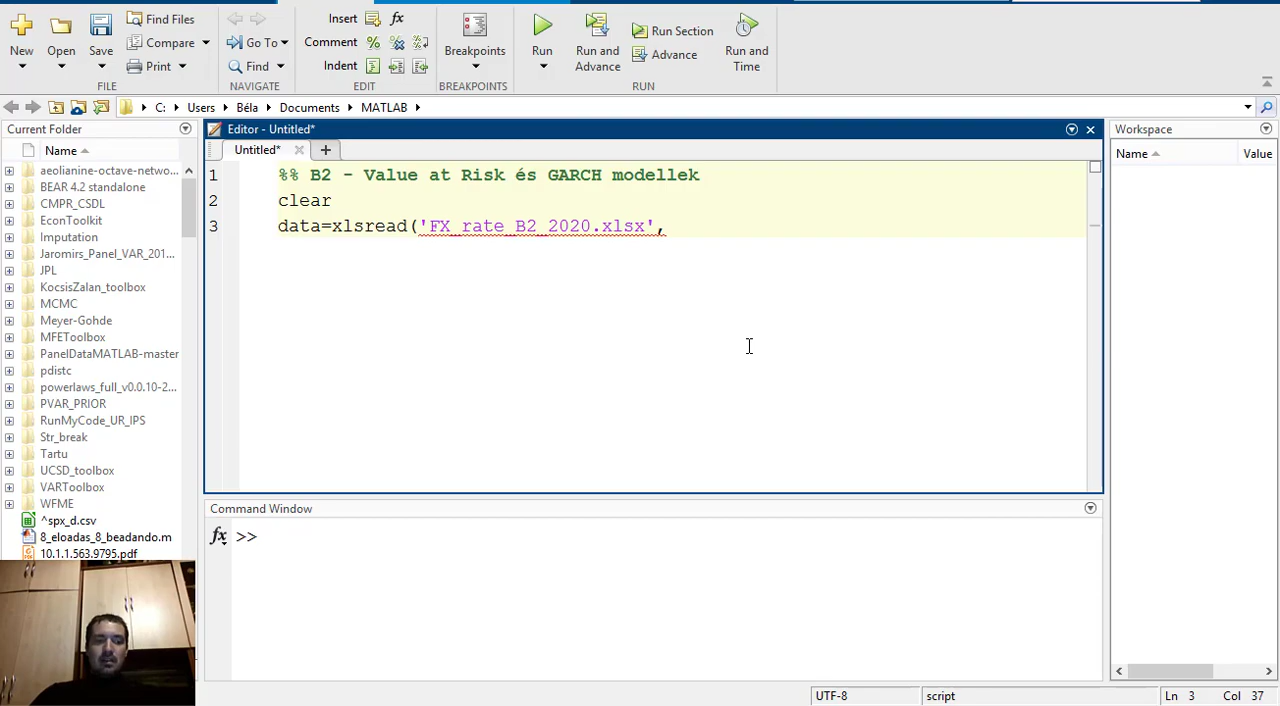 New
Open
Save
Find Files
Compare
Print
FILE
Go To
Find
NAVIGATE
Insert fx
Comment %
Indent
EDIT
Breakpoints
BREAKPOINTS
Run
Run and Advance
Run Section
Advance
Run and Time
RUN
C: Users Béla Documents MATLAB
Current Folder
Name
aeolianine-octave-netwo...
BEAR 4.2 standalone
CMPR_CSDL
EconToolkit
Imputation
Jaromirs_Panel_VAR_201...
JPL
KocsisZalan_toolbox
MCMC
Meyer-Gohde
MFEToolbox
PanelDataMATLAB-master
pdistc
powerlaws_full_v0.0.10-2...
PVAR_PRIOR
RunMyCode_UR_IPS
Str_break
Tartu
UCSD_toolbox
VARToolbox
WFME
^spx_d.csv
8_eloadas_8_beadando.m
10.1.1.563.9795.pdf
Editor - Untitled*
Untitled* +
1 %% B2 - Value at Risk és GARCH modellek
2 clear
3 data=xlsread('FX_rate_B2_2020.xlsx',
Command Window
fx >>
Workspace
Name Value
UTF-8 script Ln 3 Col 37